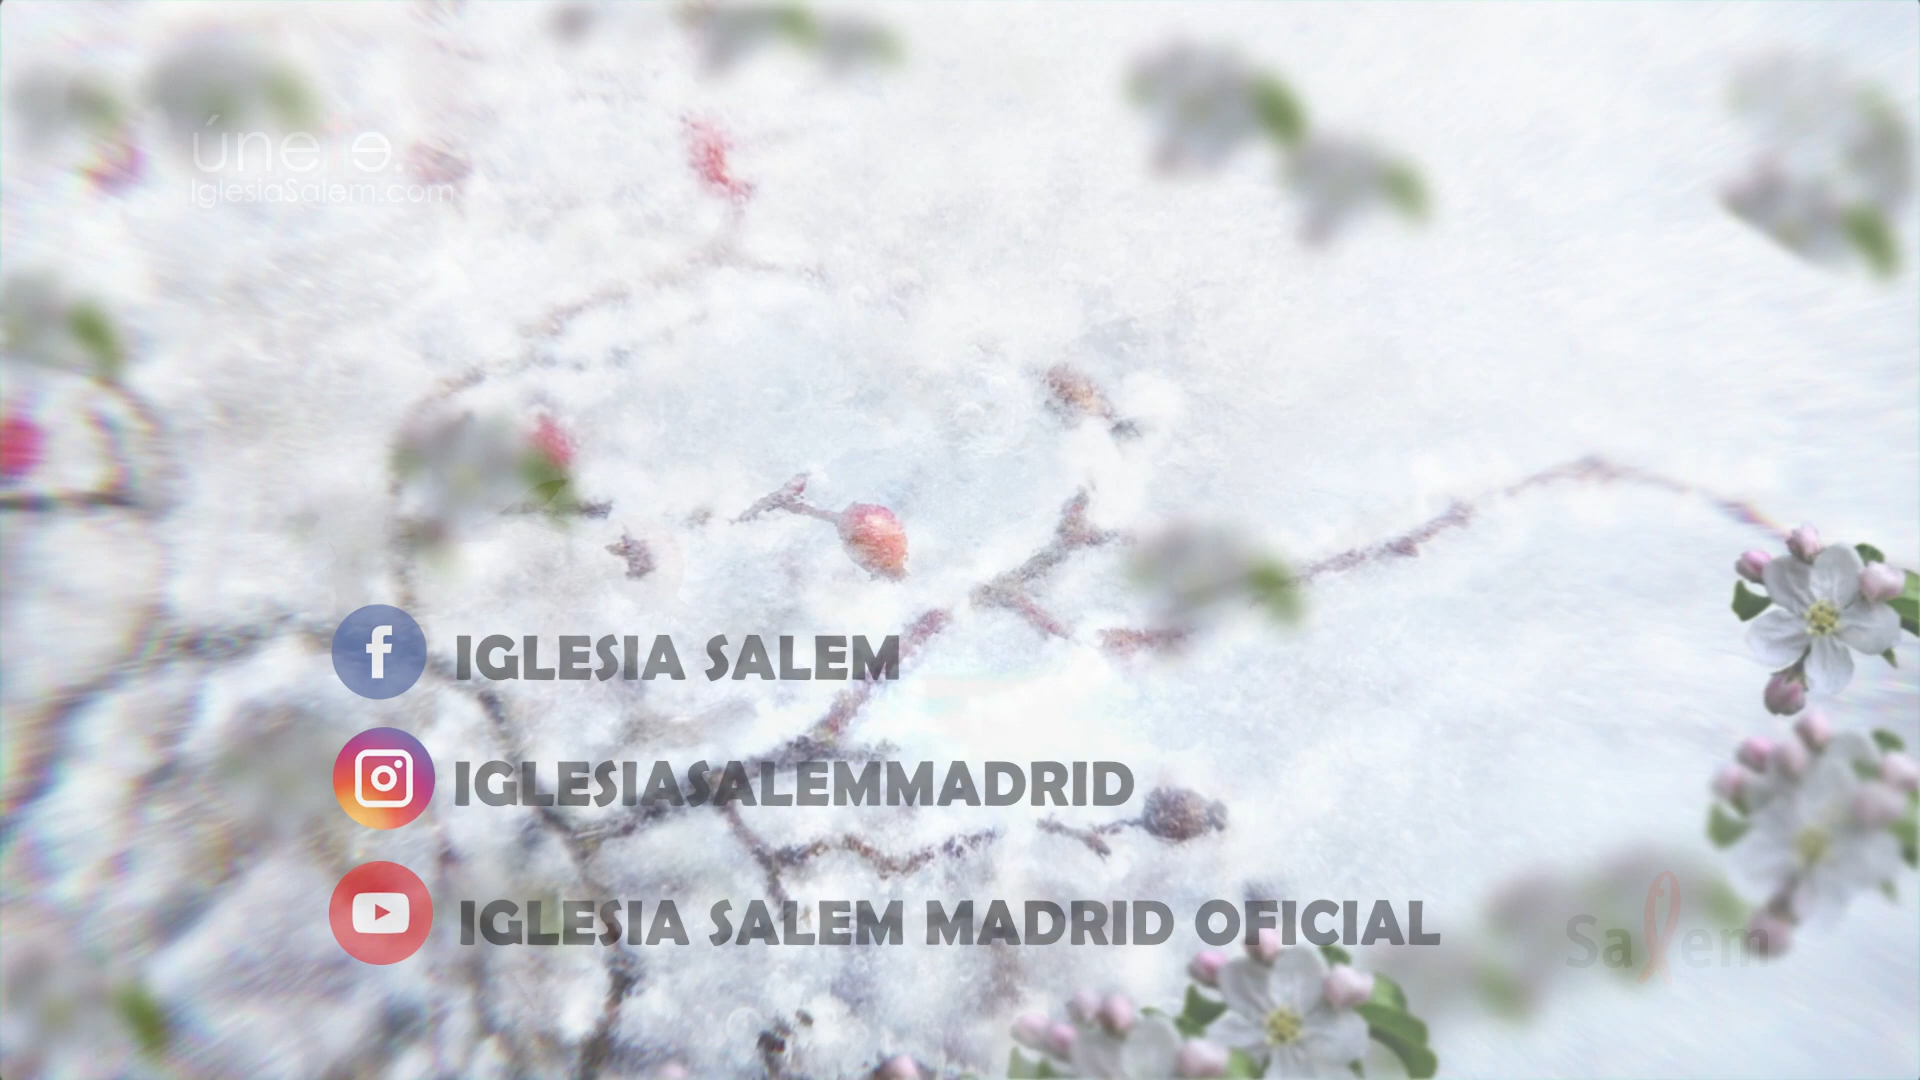 únete.
IglesiaSalem.com
IGLESIA SALEM
IGLESIASALEMMADRID
IGLESIA SALEM MADRID OFICIAL
Salem